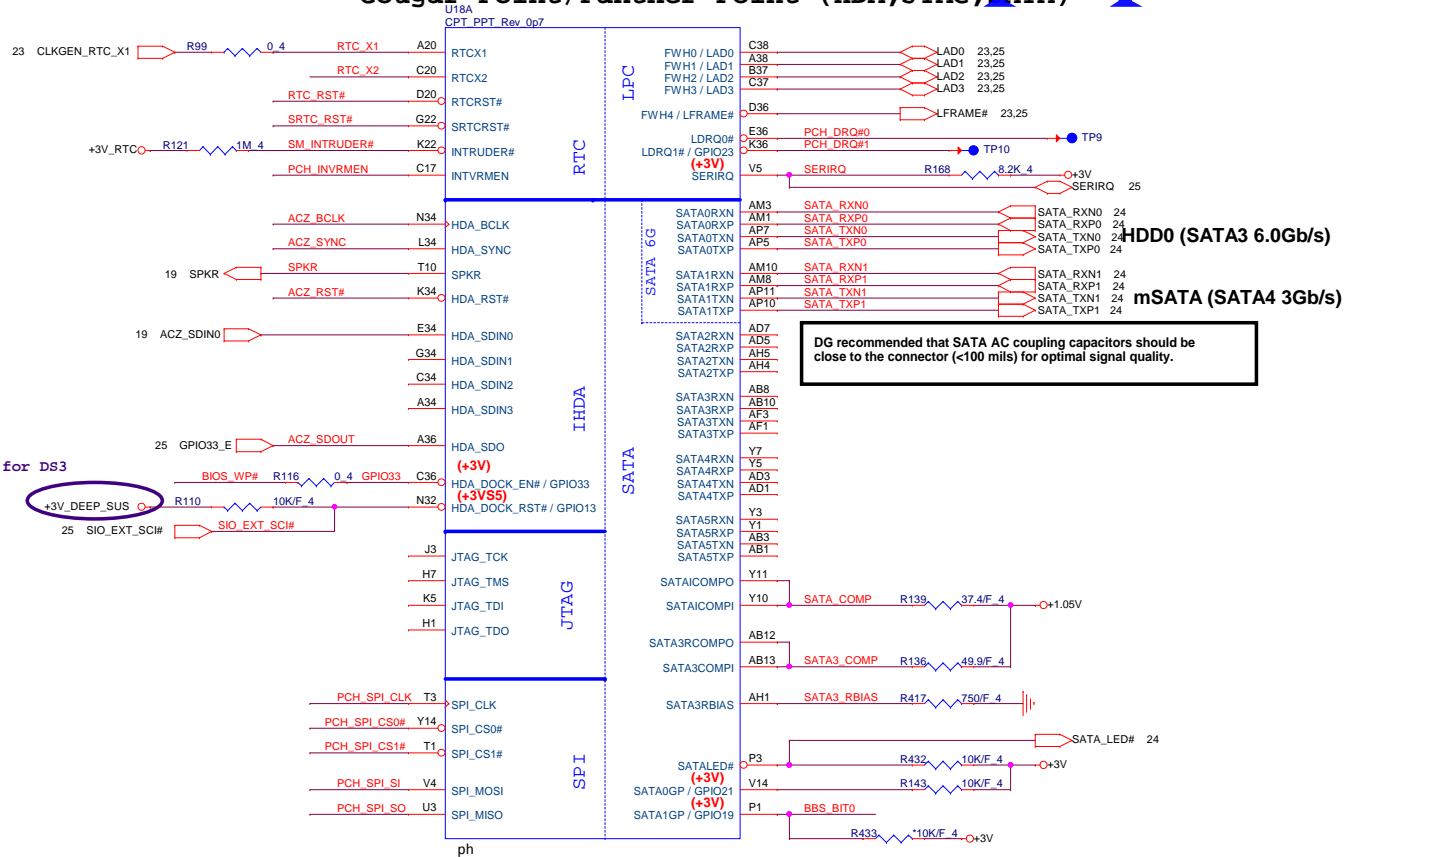 U18A
CPT_PPT_Rev_0p7
23 CLKGEN_RTC_X1 R99 0_4 RTC_X1 A20 RTCX1
RTC_X2 C20 RTCX2
RTC_RST# D20 RTCRST#
SRTC_RST# G22 SRTCRST#
+3V_RTC R121 1M_4 SM_INTRUDER# K22 INTRUDER#
PCH_INVRMEN C17 INTVRMEN
RTC
LPC
FWH0 / LAD0 C38 LAD0 23,25
FWH1 / LAD1 A38 LAD1 23,25
FWH2 / LAD2 B37 LAD2 23,25
FWH3 / LAD3 C37 LAD3 23,25
FWH4 / LFRAME# D36 LFRAME# 23,25
LDRQ0# E36 PCH_DRQ#0 TP9
LDRQ1# / GPIO23 K36 PCH_DRQ#1 TP10
(+3V)
SERIRQ V5 SERIRQ R168 8.2K_4 +3V
SERIRQ 25
ACZ_BCLK N34 HDA_BCLK
ACZ_SYNC L34 HDA_SYNC
19 SPKR SPKR T10 SPKR
ACZ_RST# K34 HDA_RST#
19 ACZ_SDIN0 E34 HDA_SDIN0
G34 HDA_SDIN1
C34 HDA_SDIN2
A34 HDA_SDIN3
25 GPIO33_E ACZ_SDOUT A36 HDA_SDO
(+3V)
for DS3
BIOS_WP# R116 0_4 GPIO33 C36 HDA_DOCK_EN# / GPIO33
(+3VS5)
+3V_DEEP_SUS R110 10K/F_4 N32 HDA_DOCK_RST# / GPIO13
25 SIO_EXT_SCI# SIO_EXT_SCI#
IHDA
SATA 6G
SATA
SATA0RXN AM3 SATA_RXN0 SATA_RXN0 24
SATA0RXP AM1 SATA_RXP0 SATA_RXP0 24
SATA0TXN AP7 SATA_TXN0 SATA_TXN0 24
SATA0TXP AP5 SATA_TXP0 SATA_TXP0 24
HDD0 (SATA3 6.0Gb/s)
SATA1RXN AM10 SATA_RXN1 SATA_RXN1 24
SATA1RXP AM8 SATA_RXP1 SATA_RXP1 24
SATA1TXN AP11 SATA_TXN1 SATA_TXN1 24
SATA1TXP AP10 SATA_TXP1 SATA_TXP1 24
mSATA (SATA4 3Gb/s)
DG recommended that SATA AC coupling capacitors should be
close to the connector (<100 mils) for optimal signal quality.
SATA2RXN AD7
SATA2RXP AD5
SATA2TXN AH5
SATA2TXP AH4
SATA3RXN AB8
SATA3RXP AB10
SATA3TXN AF3
SATA3TXP AF1
SATA4RXN Y7
SATA4RXP Y5
SATA4TXN AD3
SATA4TXP AD1
SATA5RXN Y3
SATA5RXP Y1
SATA5TXN AB3
SATA5TXP AB1
J3 JTAG_TCK
H7 JTAG_TMS
K5 JTAG_TDI
H1 JTAG_TDO
JTAG
SATAICOMPO Y11
SATAICOMPI Y10 SATA_COMP R139 37.4/F_4 +1.05V
SATA3RCOMPO AB12
SATA3COMPI AB13 SATA3_COMP R136 49.9/F_4
SATA3RBIAS AH1 SATA3_RBIAS R417 750/F_4
PCH_SPI_CLK T3 SPI_CLK
PCH_SPI_CS0# Y14 SPI_CS0#
PCH_SPI_CS1# T1 SPI_CS1#
PCH_SPI_SI V4 SPI_MOSI
PCH_SPI_SO U3 SPI_MISO
SPI
SATA_LED# 24
SATALED# P3 R432 10K/F_4 +3V
(+3V)
SATA0GP / GPIO21 V14 R143 10K/F_4
(+3V)
SATA1GP / GPIO19 P1 BBS_BIT0
R433 *10K/F_4 +3V
ph